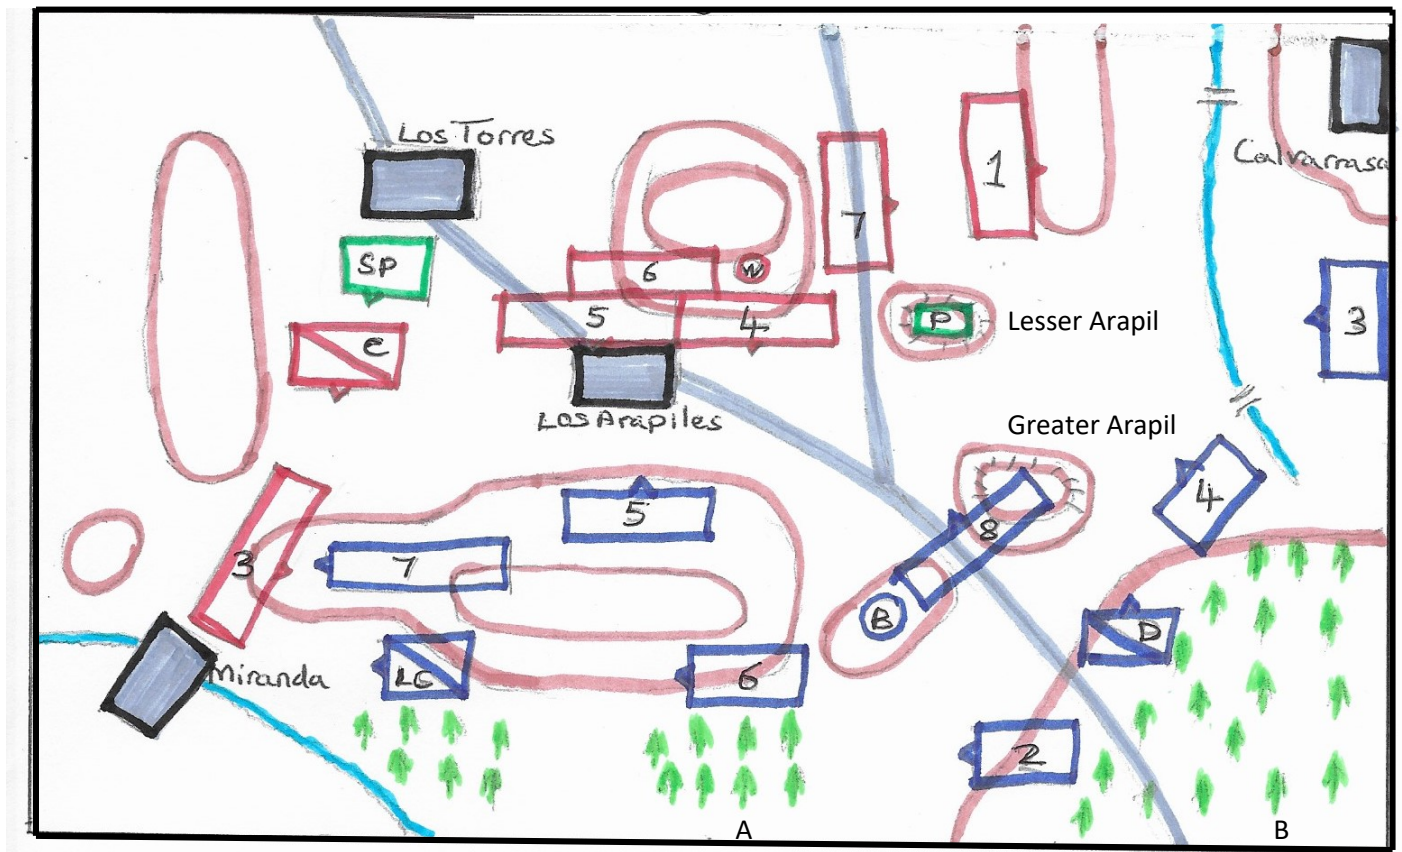 Los Torres
1
Calvarrasa
7
SP
6
W
5
4
P
Lesser Arapil
3
C
Los Arapiles
Greater Arapil
5
4
8
7
3
B
D
Miranda
LC
6
2
A
B